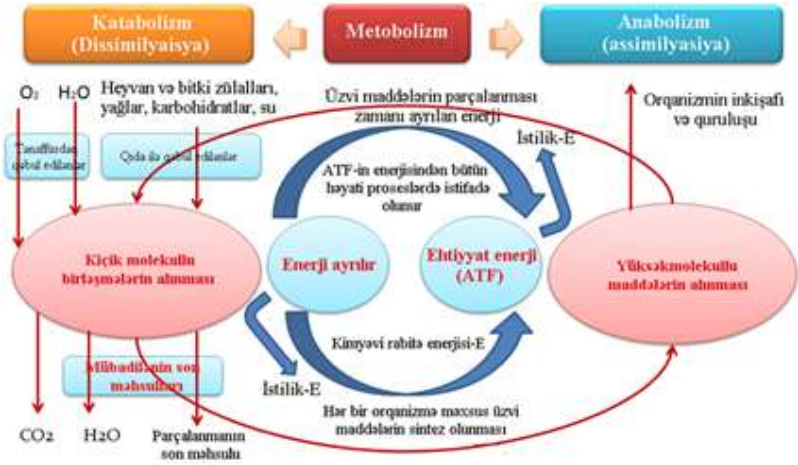 Katabolizm
(Dissimilyaisya)
Metobolizm
Anabolizm
(assimilyasiya)
O₂
H₂O
Heyvan və bitki zülalları,
yağlar, karbohidratlar, su
Üzvi maddələrin parçalanması
zamanı ayrılan enerji
Orqanizmin inkişafı
və quruluşu
Tənəffüsdən
qəbul edilənlər
Qida ilə qəbul edilənlər
İstilik-E
ATF-in enerjisindən bütün
həyati proseslərdə istifadə
olunur
Kiçik molekullu
birləşmələrin alınması
Enerji ayrılır
Ehtiyyat enerji
(ATF)
Yüksəkmolekullu
maddələrin alınması
Kimyəvi rabitə enerjisi-E
Mübadilənin son
məhsulları
İstilik-E
Hər bir orqanizmə məxsus üzvi
maddələrin sintez olunması
CO2
H2O
Parçalanmanın
son məhsulu